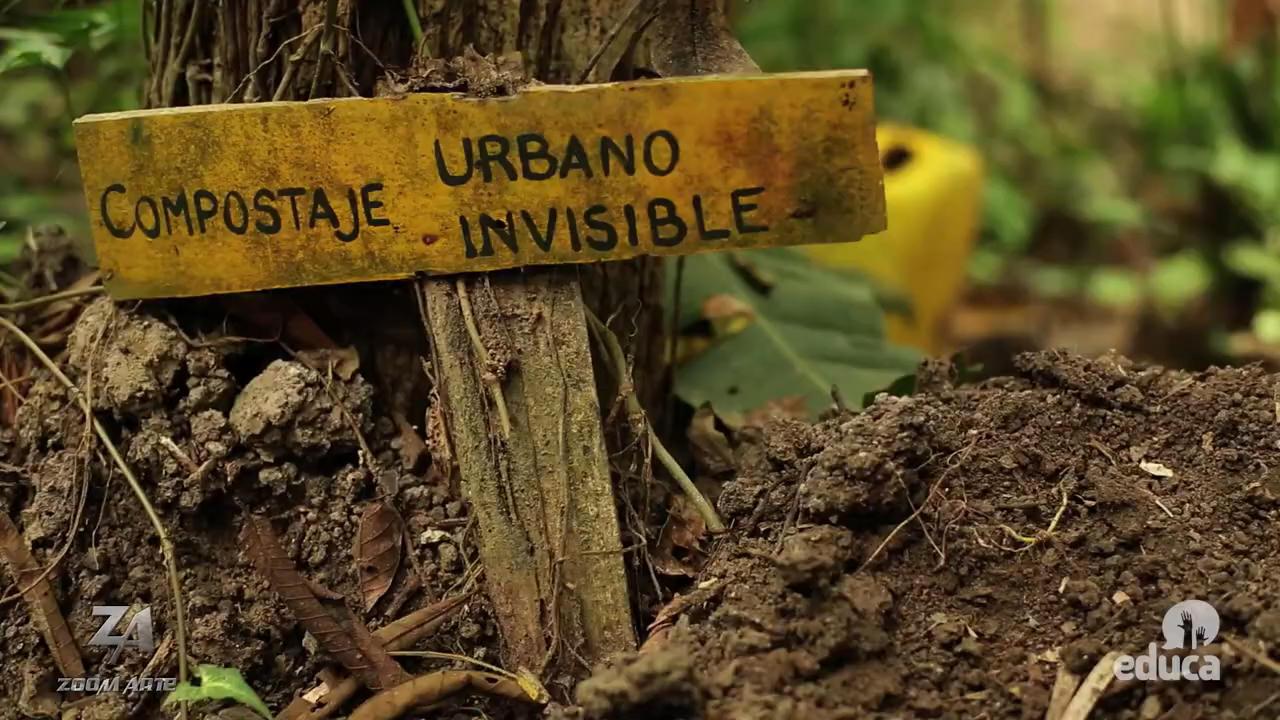 COMPOSTAJE URBANO
INVISIBLE
ZA
ZOOM ARTE
educa